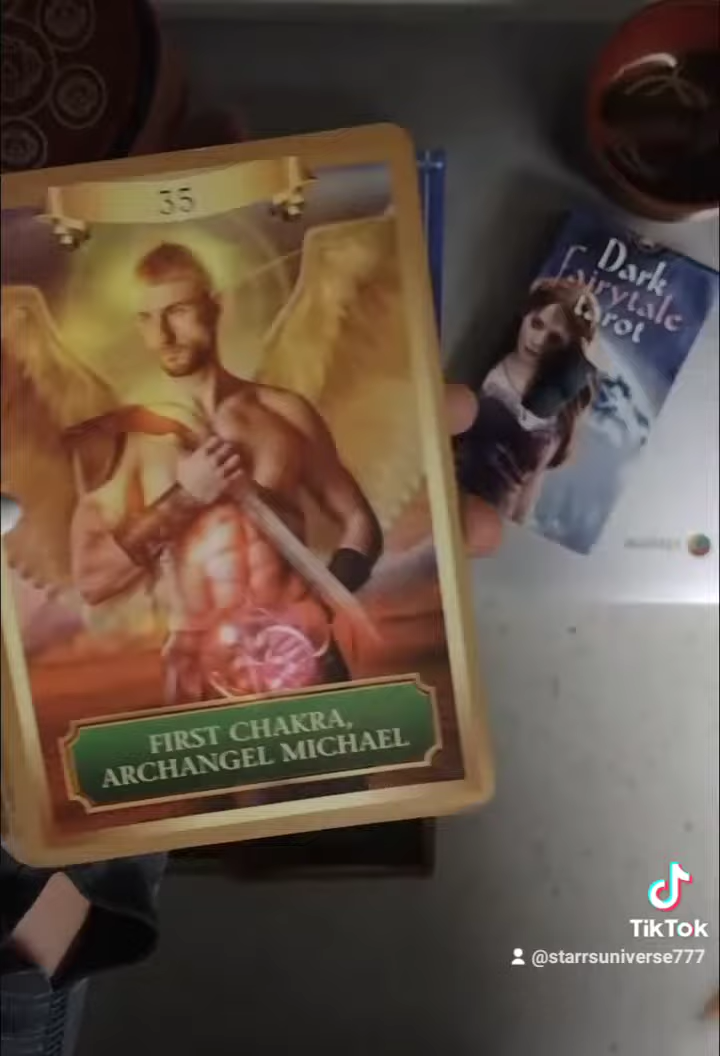 35
Dark
fairytale
tarot
FIRST CHAKRA,
ARCHANGEL MICHAEL
TikTok
@starrsuniverse777